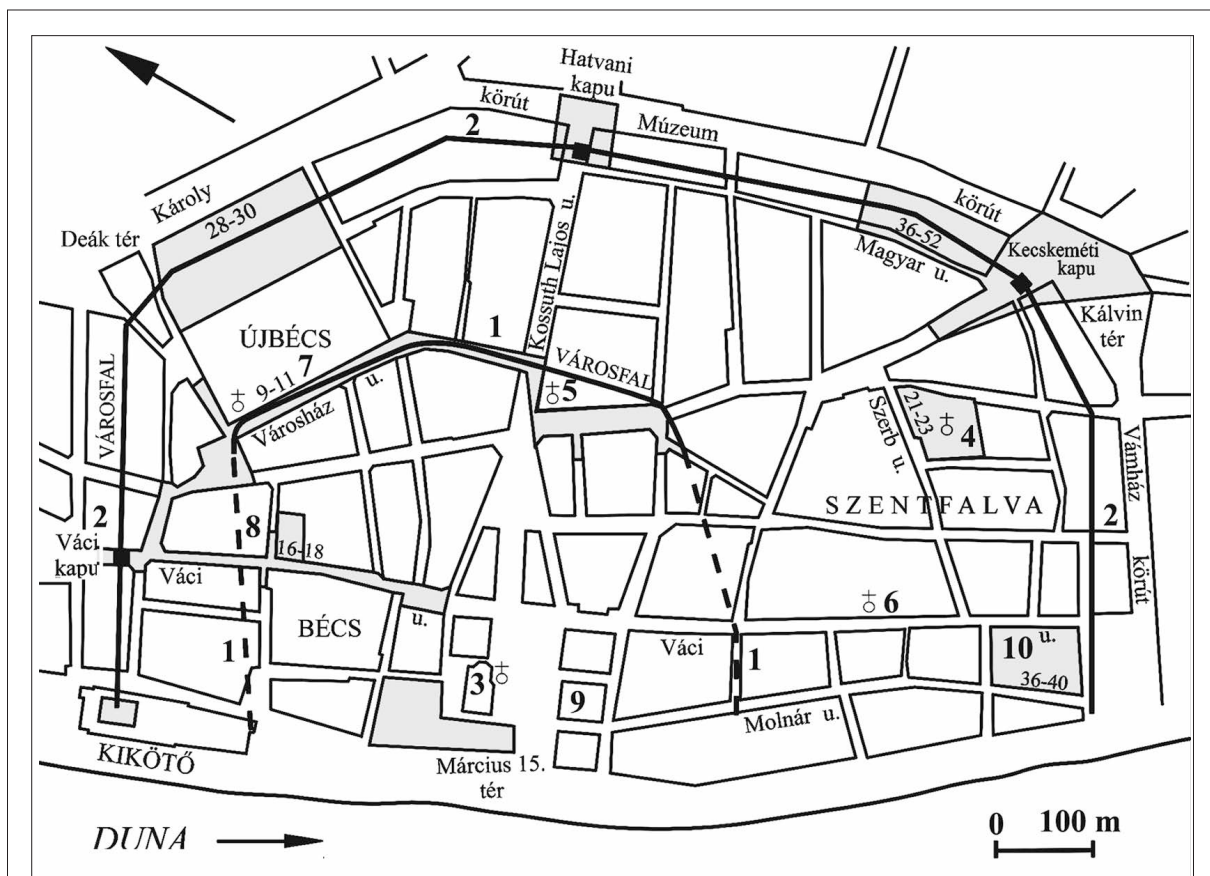 Hatvani
kapu
körút
Múzeum
2
Károly
28-30
Deák tér
körút
36-52
Kecskeméti
kapu
Magyar u.
Kossuth Lajos u.
Kálvin
tér
ÚJBÉCS
7
9-11
1
VÁROSFAL
VÁROSFAL
5
Városház
u.
21-23
4
Szerb u.
Vámház
körút
SZENTFALVA
2
2
8
16-18
Váci
kapu
Váci
u.
BÉCS
6
1
3
9
Váci
1
10
u.
36-40
Molnár u.
KIKÖTŐ
Március 15.
tér
DUNA
0 100 m